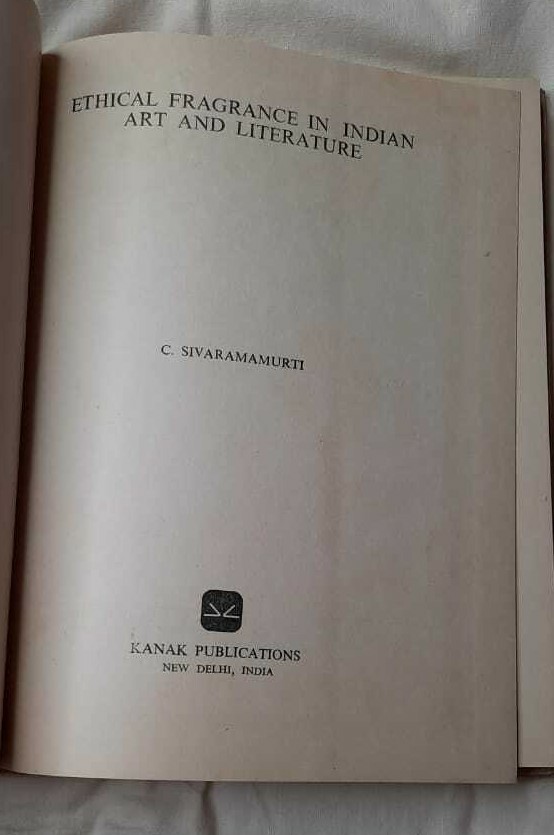 ETHICAL FRAGRANCE IN INDIAN
ART AND LITERATURE
C. SIVARAMAMURTI
KANAK PUBLICATIONS
NEW DELHI, INDIA